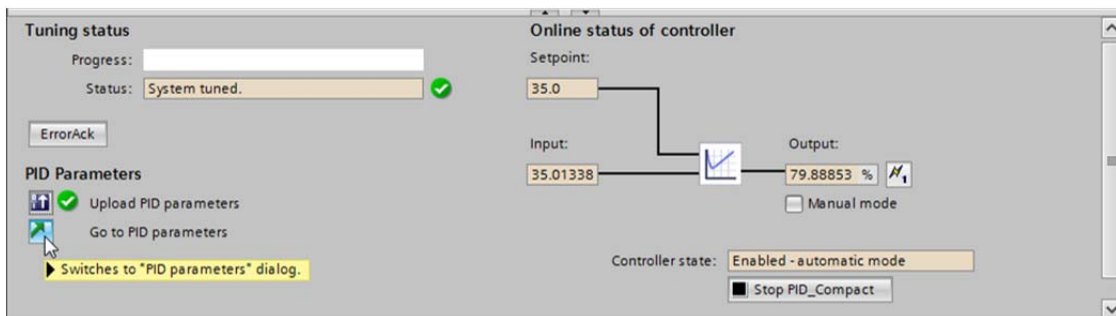 Tuning status
Progress:
Status: System tuned.
ErrorAck
PID Parameters
Upload PID parameters
Go to PID parameters
Switches to "PID parameters" dialog.
Online status of controller
Setpoint:
35.0
Input:
35.01338
Output:
79.88853 %
Manual mode
Controller state: Enabled - automatic mode
Stop PID_Compact